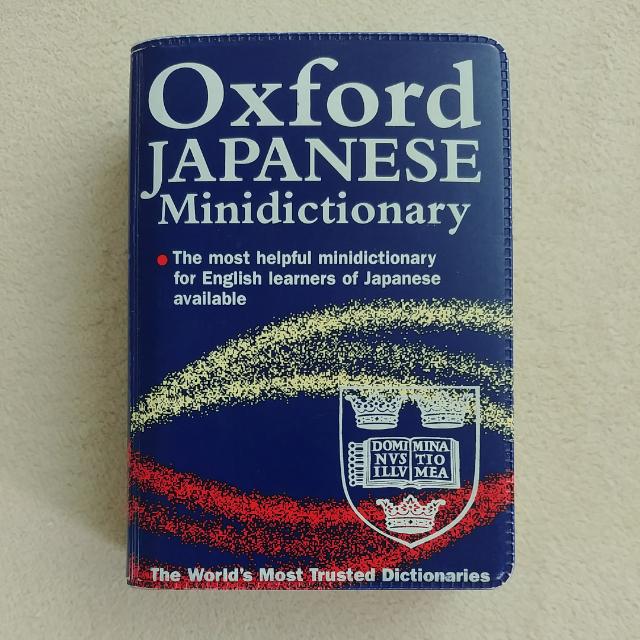 Oxford
JAPANESE
Minidictionary
The most helpful minidictionary
for English learners of Japanese
available
DOMI MINA
NVS TIO
ILLV MEA
The World's Most Trusted Dictionaries